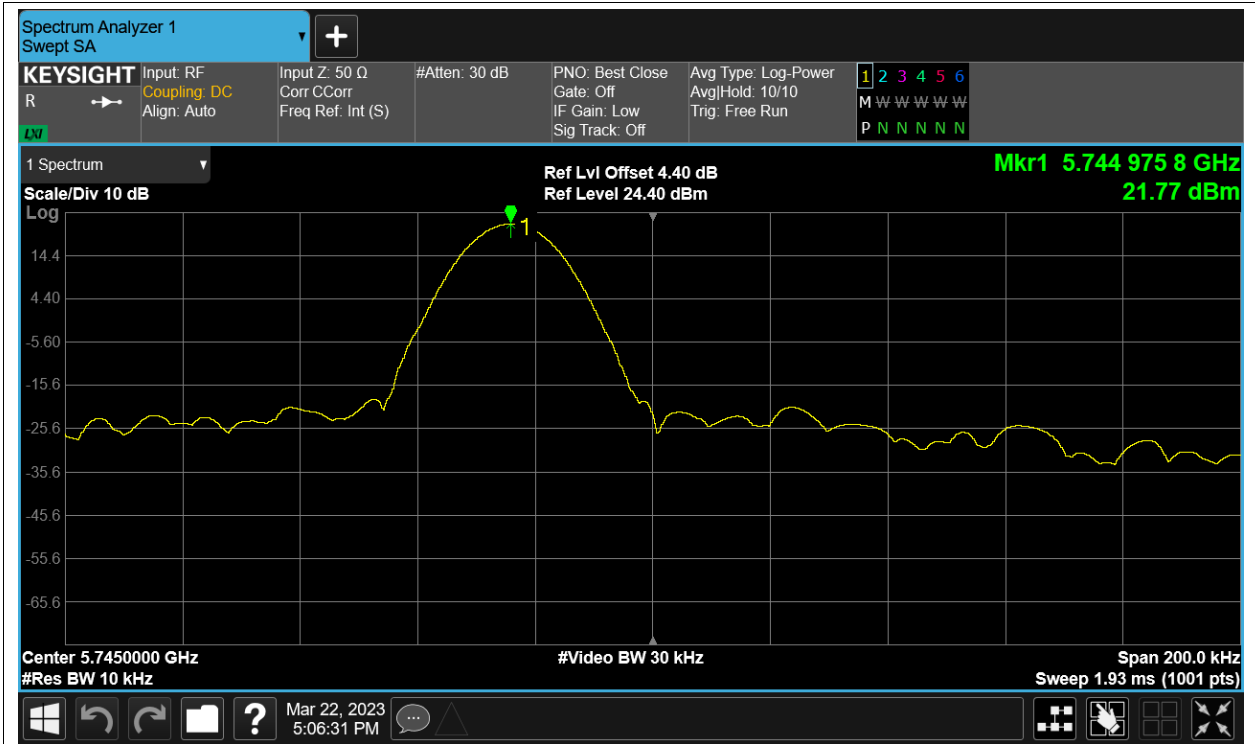 Spectrum Analyzer 1
Swept SA
KEYSIGHT
R
LXI
Input: RF
Coupling: DC
Align: Auto
Input Z: 50 Ω
Corr CCorr
Freq Ref: Int (S)
#Atten: 30 dB
PNO: Best Close
Gate: Off
IF Gain: Low
Sig Track: Off
Avg Type: Log-Power
Avg|Hold: 10/10
Trig: Free Run
1 2 3 4 5 6
M W W W W W
P N N N N N
1 Spectrum
Scale/Div 10 dB
Ref Lvl Offset 4.40 dB
Ref Level 24.40 dBm
Mkr1 5.744 975 8 GHz
21.77 dBm
Log
1
14.4
4.40
-5.60
-15.6
-25.6
-35.6
-45.6
-55.6
-65.6
Center 5.7450000 GHz
#Res BW 10 kHz
#Video BW 30 kHz
Span 200.0 kHz
Sweep 1.93 ms (1001 pts)
?
Mar 22, 2023
5:06:31 PM